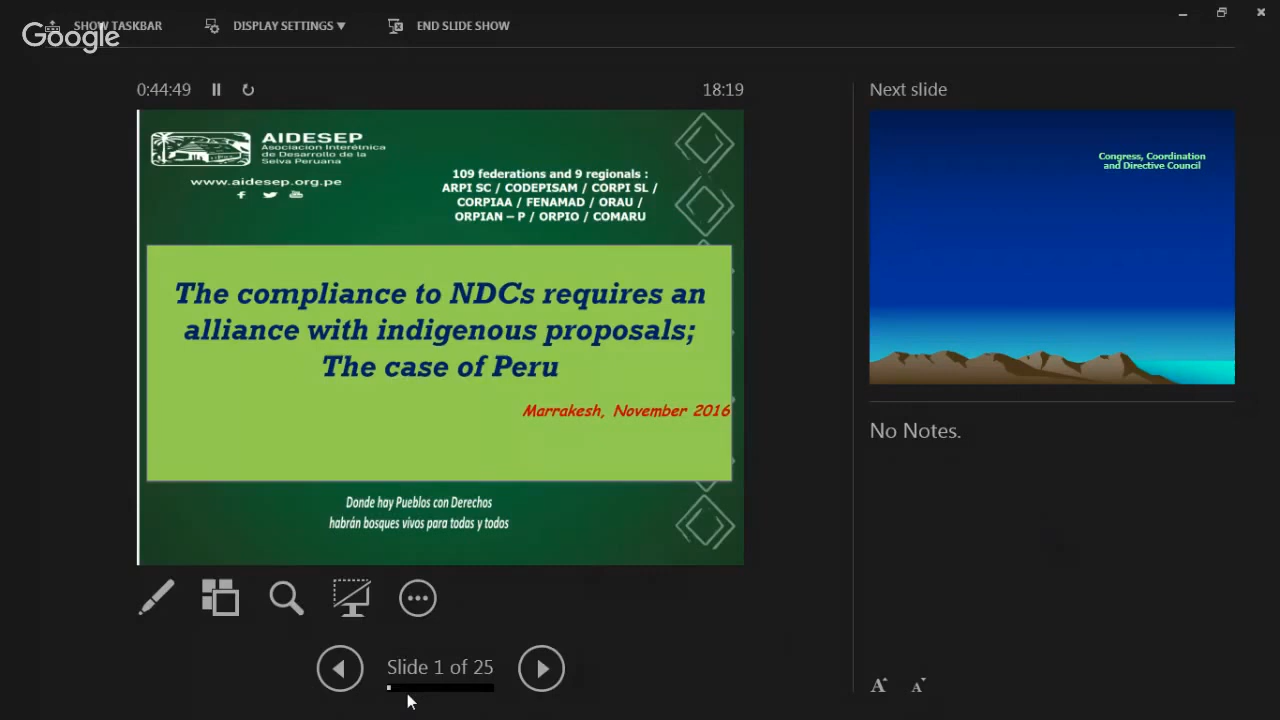 SHOW TASKBAR
DISPLAY SETTINGS ▼
END SLIDE SHOW
Google
0:44:49
18:19
Next slide
AIDESEP
Asociación Interétnica
de Desarrollo de la
Selva Peruana
www.aidesep.org.pe
109 federations and 9 regionals :
ARPI SC / CODEPISAM / CORPI SL /
CORPIAA / FENAMAD / ORAU /
ORPIAN – P / ORPIO / COMARU
The compliance to NDCs requires an
alliance with indigenous proposals;
The case of Peru
Marrakesh, November 2016
Donde hay Pueblos con Derechos
habrán bosques vivos para todas y todos
Congress, Coordination
and Directive Council
No Notes.
Slide 1 of 25
A A